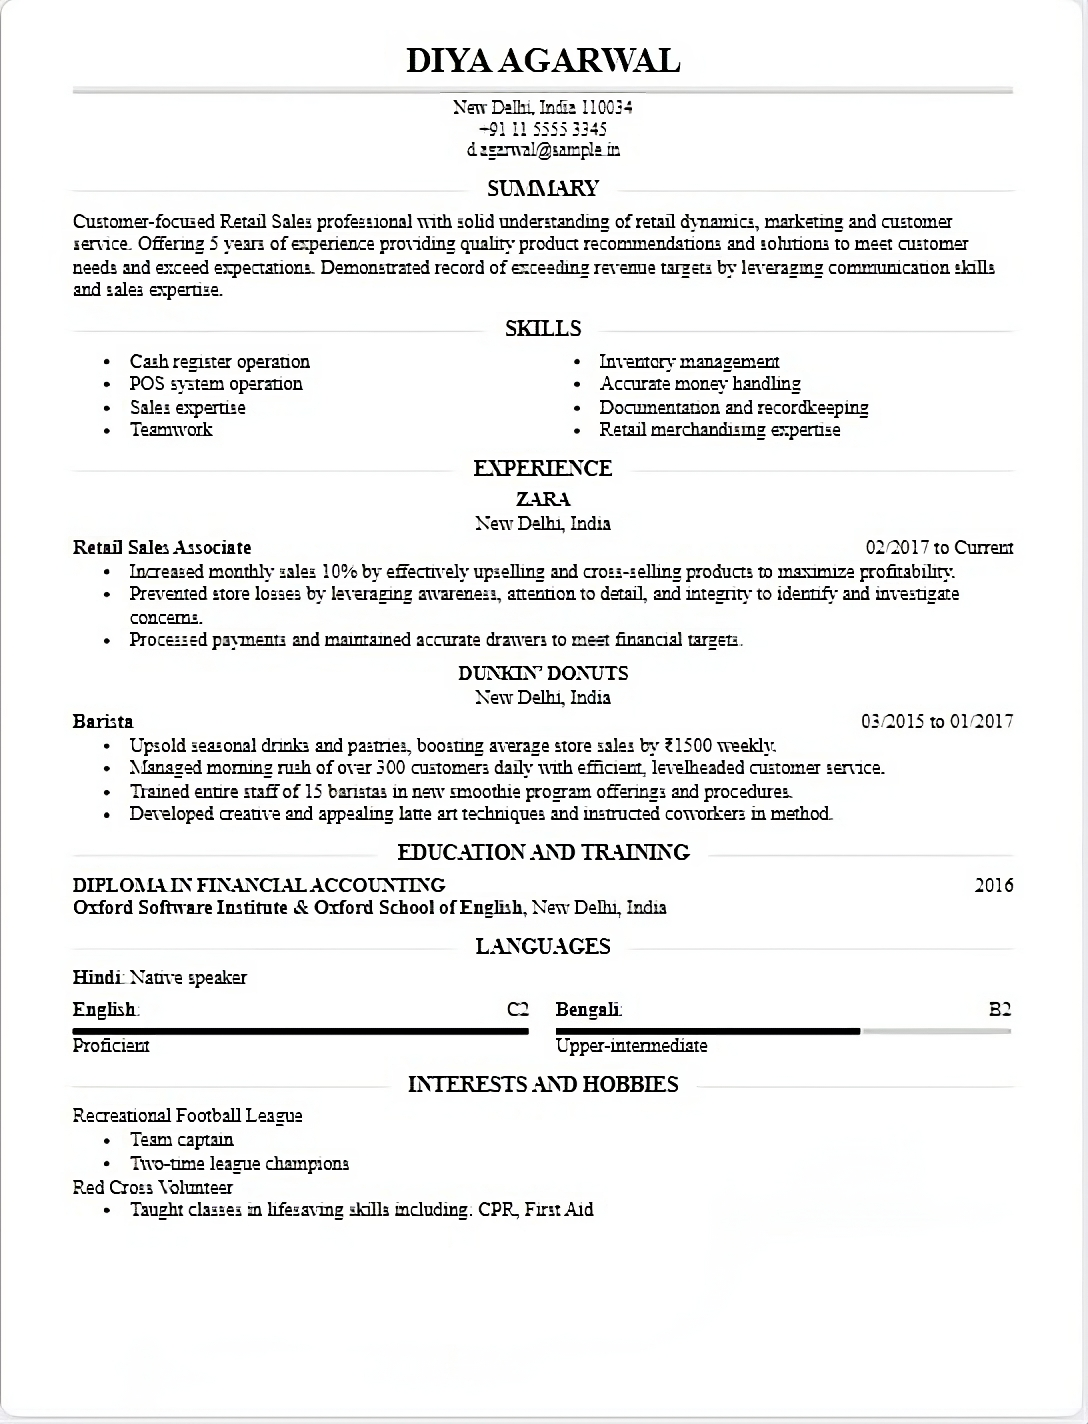 DIYA AGARWAL
New Delhi, India 110034
+91 11 5555 3345
d.agarwal@sample.in
SUMMARY
Customer-focused Retail Sales professional with solid understanding of retail dynamics, marketing and customer
service. Offering 5 years of experience providing quality product recommendations and solutions to meet customer
needs and exceed expectations. Demonstrated record of exceeding revenue targets by leveraging communication skills
and sales expertise.
SKILLS
• Cash register operation
• POS system operation
• Sales expertise
• Teamwork
• Inventory management
• Accurate money handling
• Documentation and recordkeeping
• Retail merchandising expertise
EXPERIENCE
ZARA
New Delhi, India
Retail Sales Associate 02/2017 to Current
• Increased monthly sales 10% by effectively upselling and cross-selling products to maximize profitability.
• Prevented store losses by leveraging awareness, attention to detail, and integrity to identify and investigate
concerns.
• Processed payments and maintained accurate drawers to meet financial targets.
DUNKIN' DONUTS
New Delhi, India
Barista 03/2015 to 01/2017
• Upsold seasonal drinks and pastries, boosting average store sales by ₹1500 weekly.
• Managed morning rush of over 300 customers daily with efficient, levelheaded customer service.
• Trained entire staff of 15 baristas in new smoothie program offerings and procedures.
• Developed creative and appealing latte art techniques and instructed coworkers in method.
EDUCATION AND TRAINING
DIPLOMA IN FINANCIAL ACCOUNTING 2016
Oxford Software Institute & Oxford School of English, New Delhi, India
LANGUAGES
Hindi: Native speaker
English: C2 Bengali: B2
Proficient Upper-intermediate
INTERESTS AND HOBBIES
Recreational Football League
• Team captain
• Two-time league champions
Red Cross Volunteer
• Taught classes in lifesaving skills including: CPR, First Aid